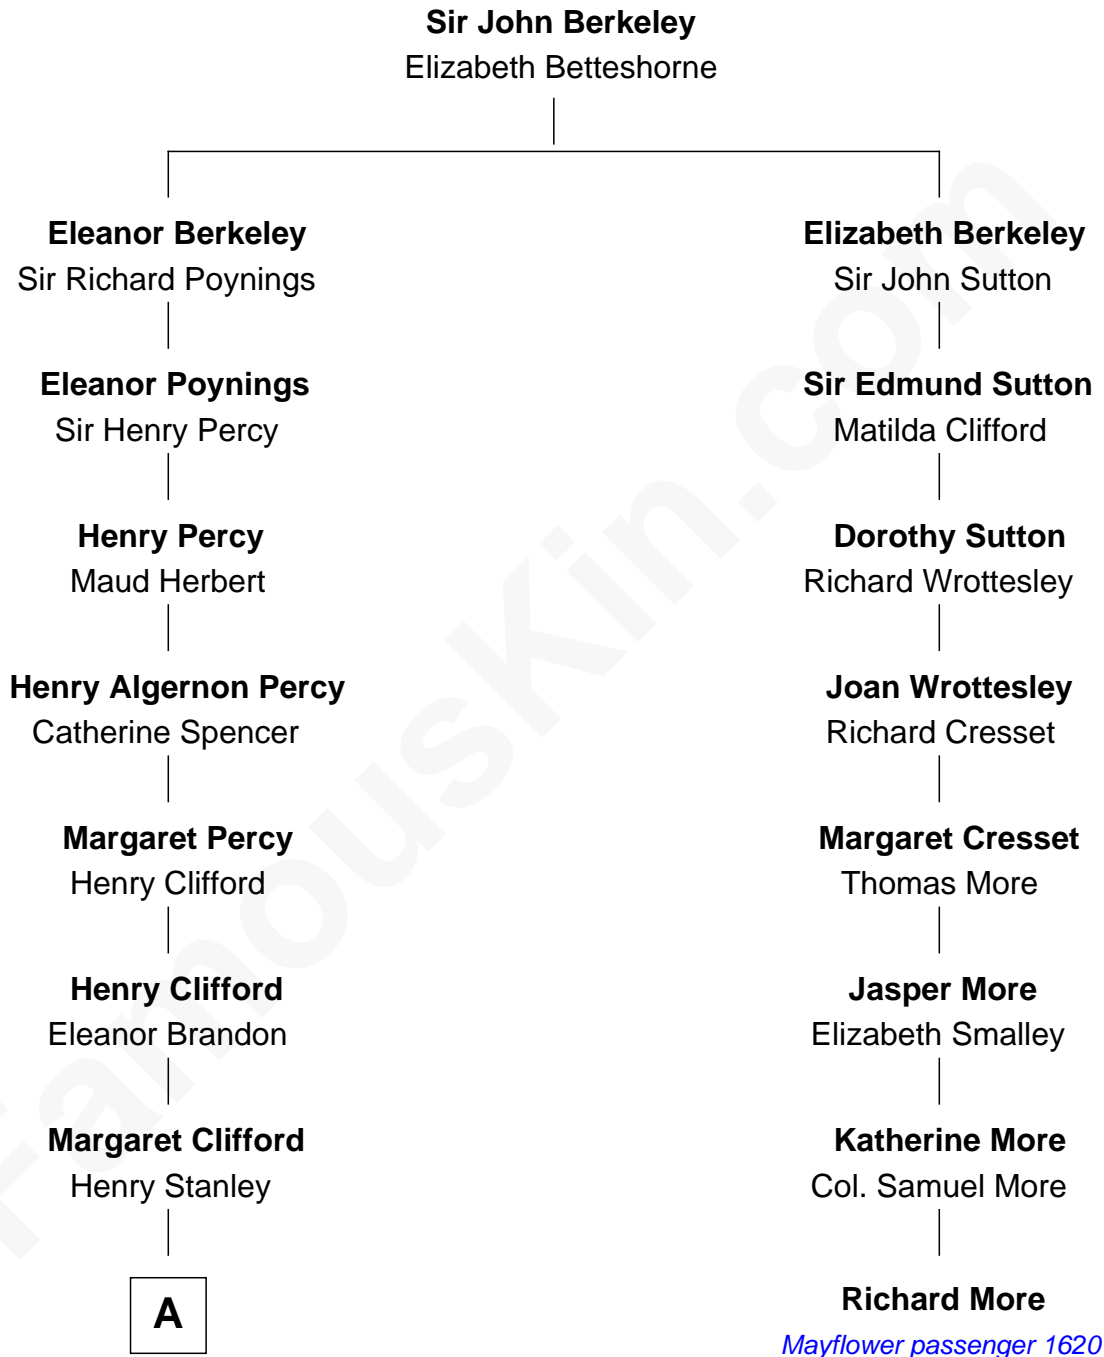 Sir John Berkeley
Elizabeth Betteshorne
Eleanor Berkeley
Sir Richard Poynings
Eleanor Poynings
Sir Henry Percy
Henry Percy
Maud Herbert
Henry Algernon Percy
Catherine Spencer
Margaret Percy
Henry Clifford
Henry Clifford
Eleanor Brandon
Margaret Clifford
Henry Stanley
A
Elizabeth Berkeley
Sir John Sutton
Sir Edmund Sutton
Matilda Clifford
Dorothy Sutton
Richard Wrottesley
Joan Wrottesley
Richard Cresset
Margaret Cresset
Thomas More
Jasper More
Elizabeth Smalley
Katherine More
Col. Samuel More
Richard More
Mayflower passenger 1620
FamousKin.com